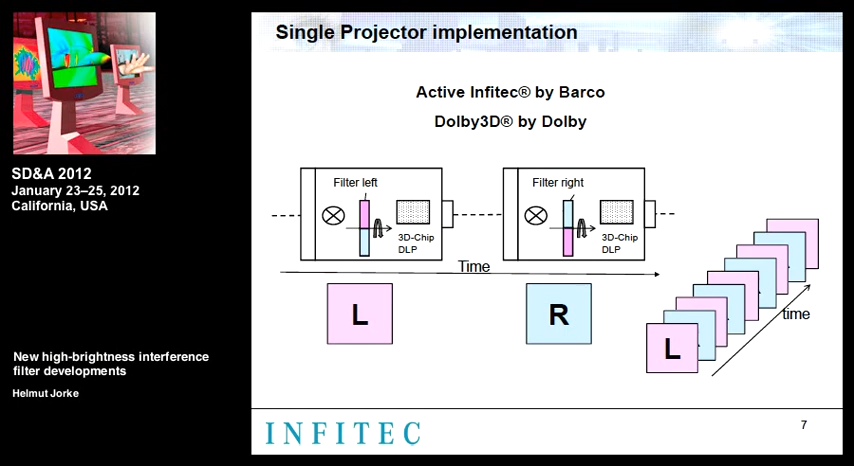 SD&A 2012
January 23–25, 2012
California, USA
New high-brightness interference
filter developments
Helmut Jorke
Single Projector implementation
Active Infitec® by Barco
Dolby3D® by Dolby
Filter left
3D-Chip
DLP
Filter right
3D-Chip
DLP
Time
L
R
L
time
INFITEC
7